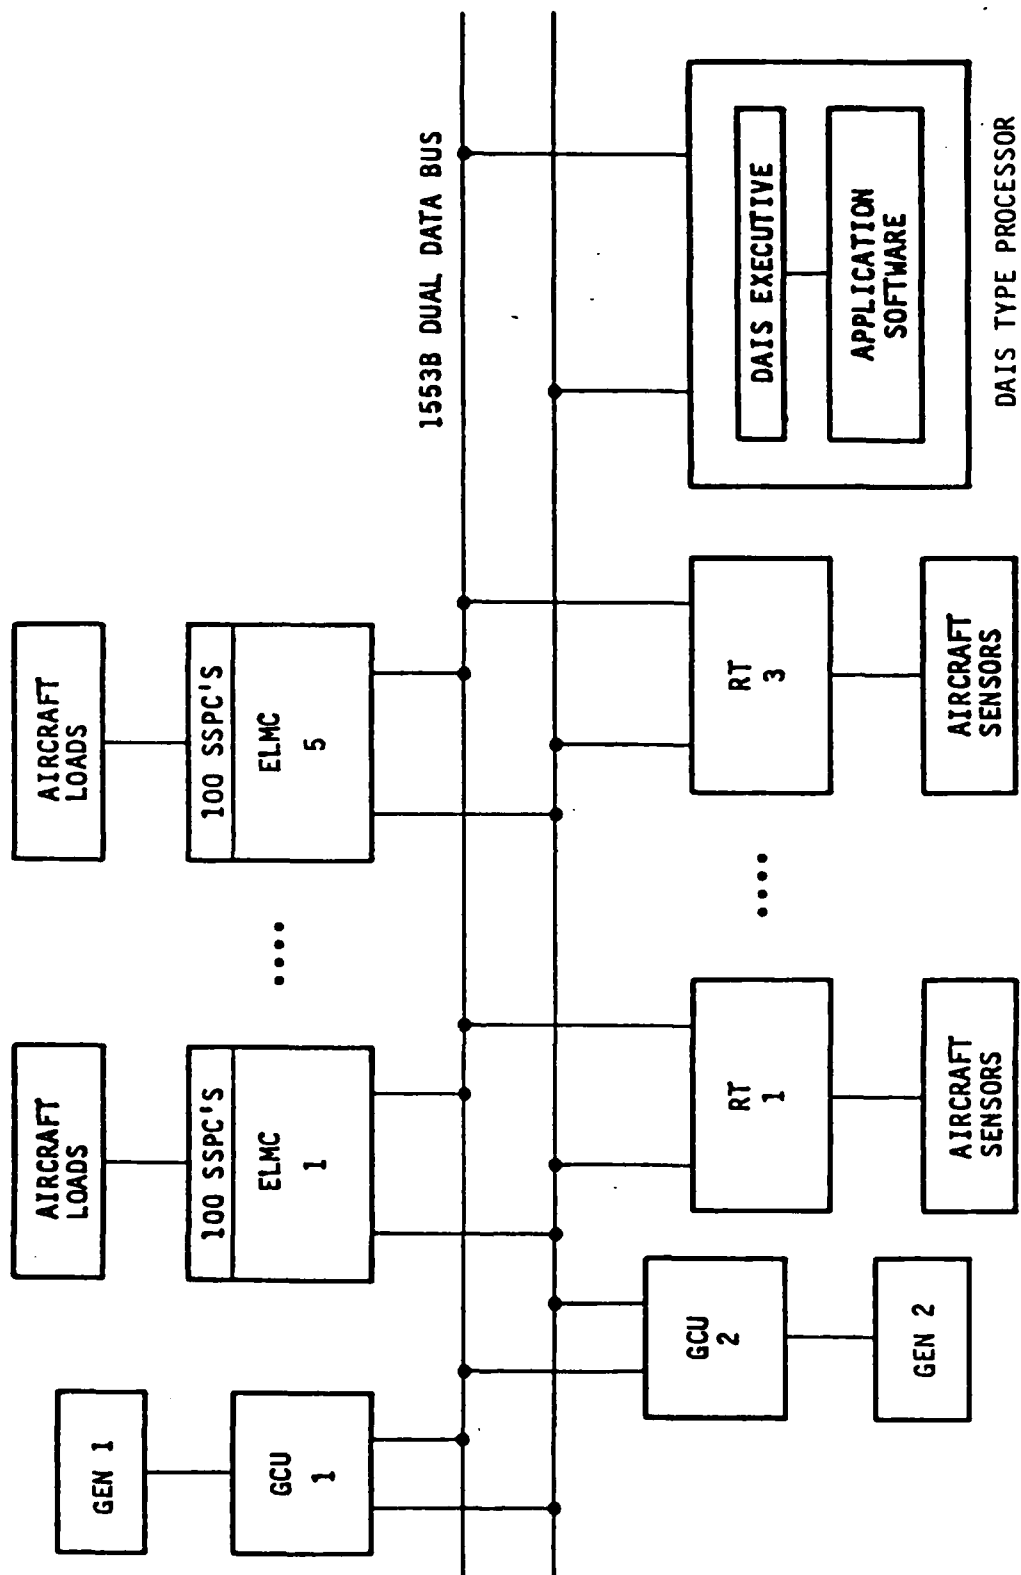 GEN 1
GCU
1
AIRCRAFT
LOADS
100 SSPC'S
ELMC
1
AIRCRAFT
LOADS
100 SSPC'S
ELMC
5
....
1553B DUAL DATA BUS
GCU
2
GEN 2
RT
1
AIRCRAFT
SENSORS
....
RT
3
AIRCRAFT
SENSORS
DAIS EXECUTIVE
APPLICATION
SOFTWARE
DAIS TYPE PROCESSOR